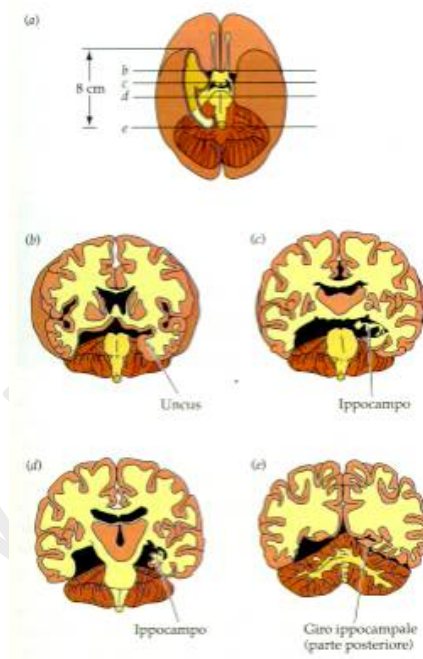 (a)
b
c
8 cm
d
e
(b)
(c)
Uncus
Ippocampo
(d)
(e)
Ippocampo
Giro ippocampale
(parte posteriore)